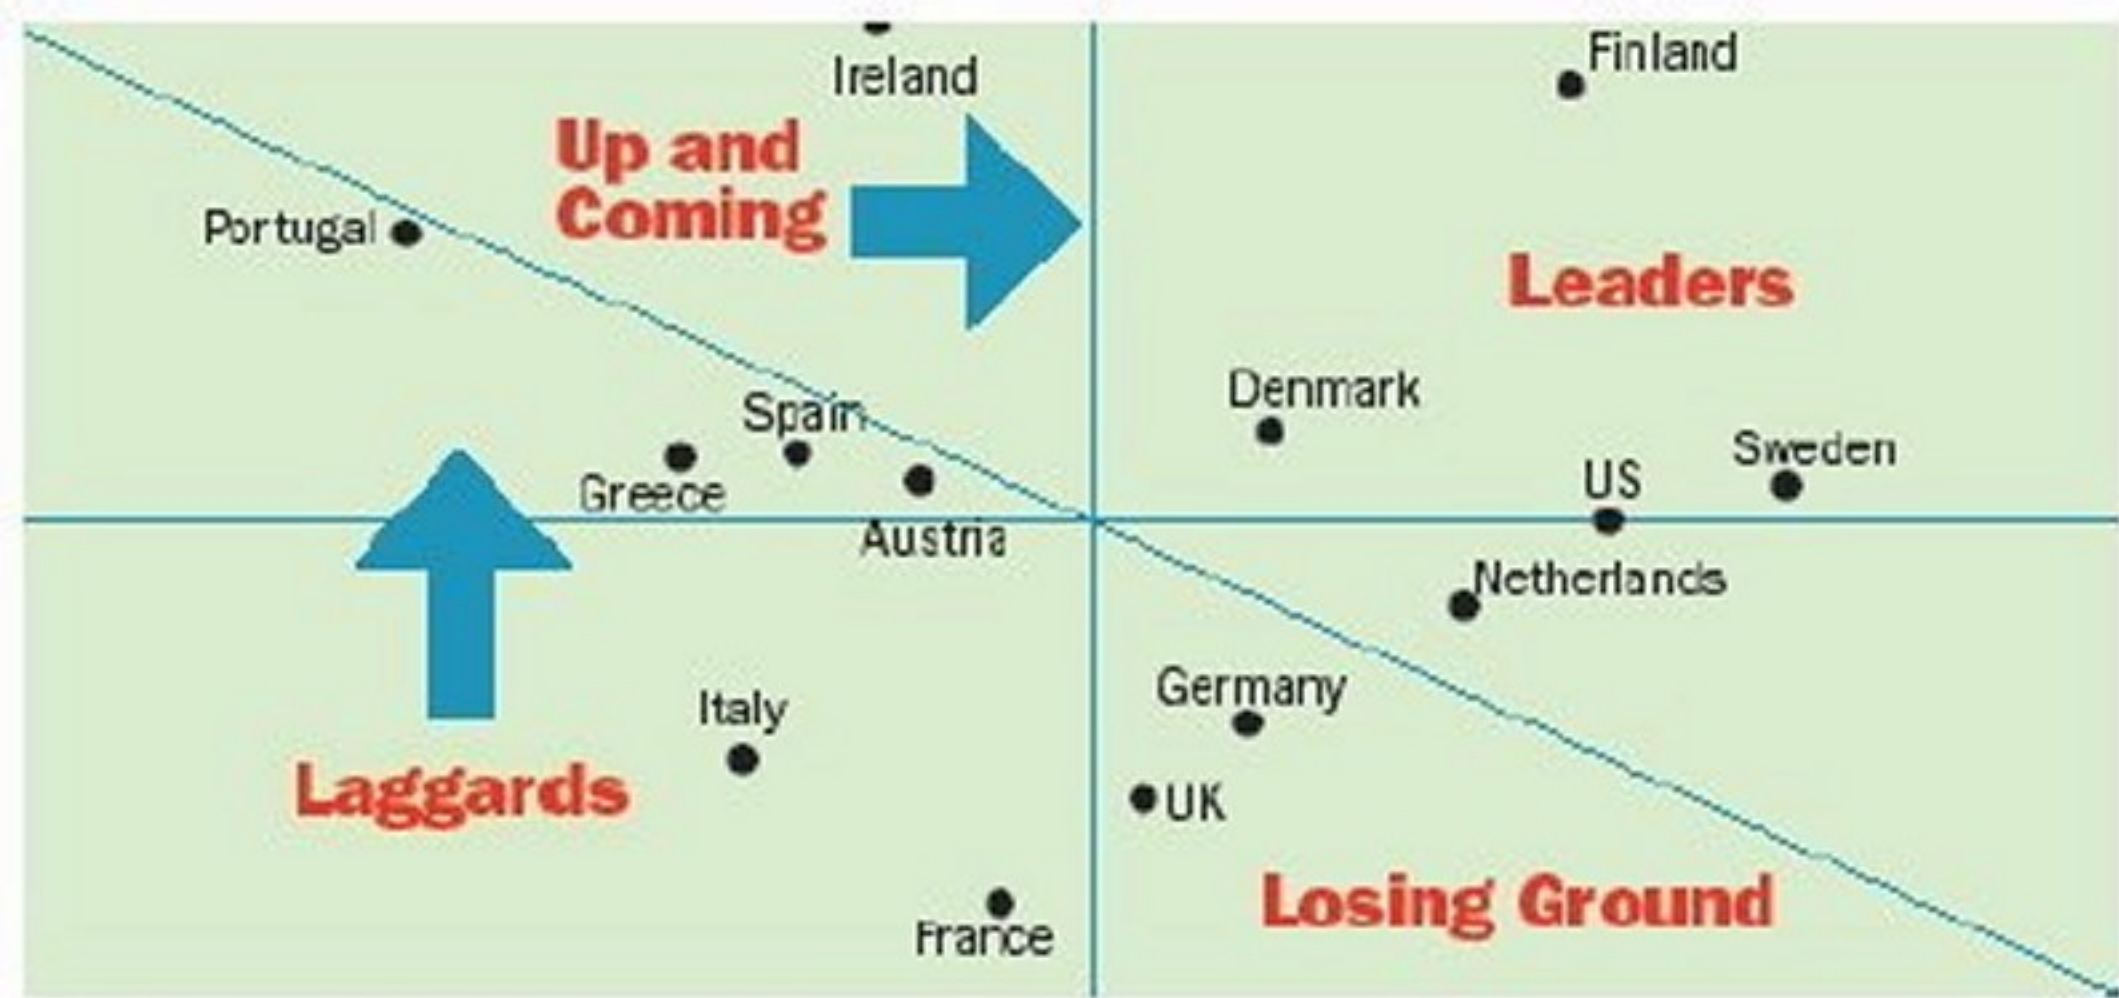 Ireland
Finland
Up and
Coming
Portugal
Leaders
Denmark
Spain
Sweden
US
Greece
Austria
Netherlands
Germany
Italy
Laggards
UK
Losing Ground
France